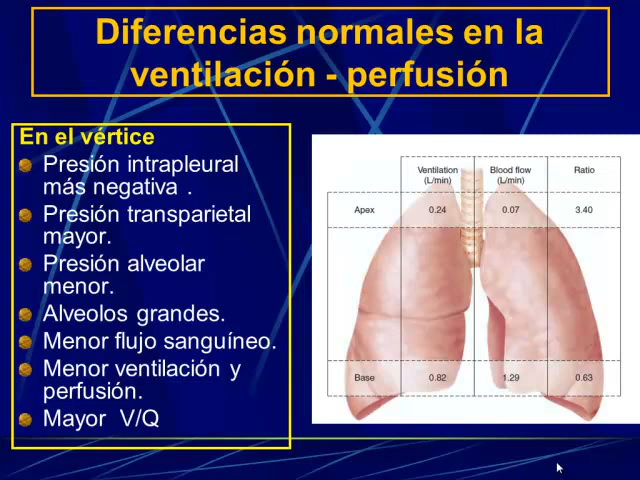 Diferencias normales en la
ventilación - perfusión
En el vértice
Presión intrapleural
más negativa .
Presión transparietal
mayor.
Presión alveolar
menor.
Alveolos grandes.
Menor flujo sanguíneo.
Menor ventilación y
perfusión.
Mayor V/Q
Ventilation
(L/min)
Blood flow
(L/min)
Ratio
Apex 0.24 0.07 3.40
Base 0.82 1.29 0.63